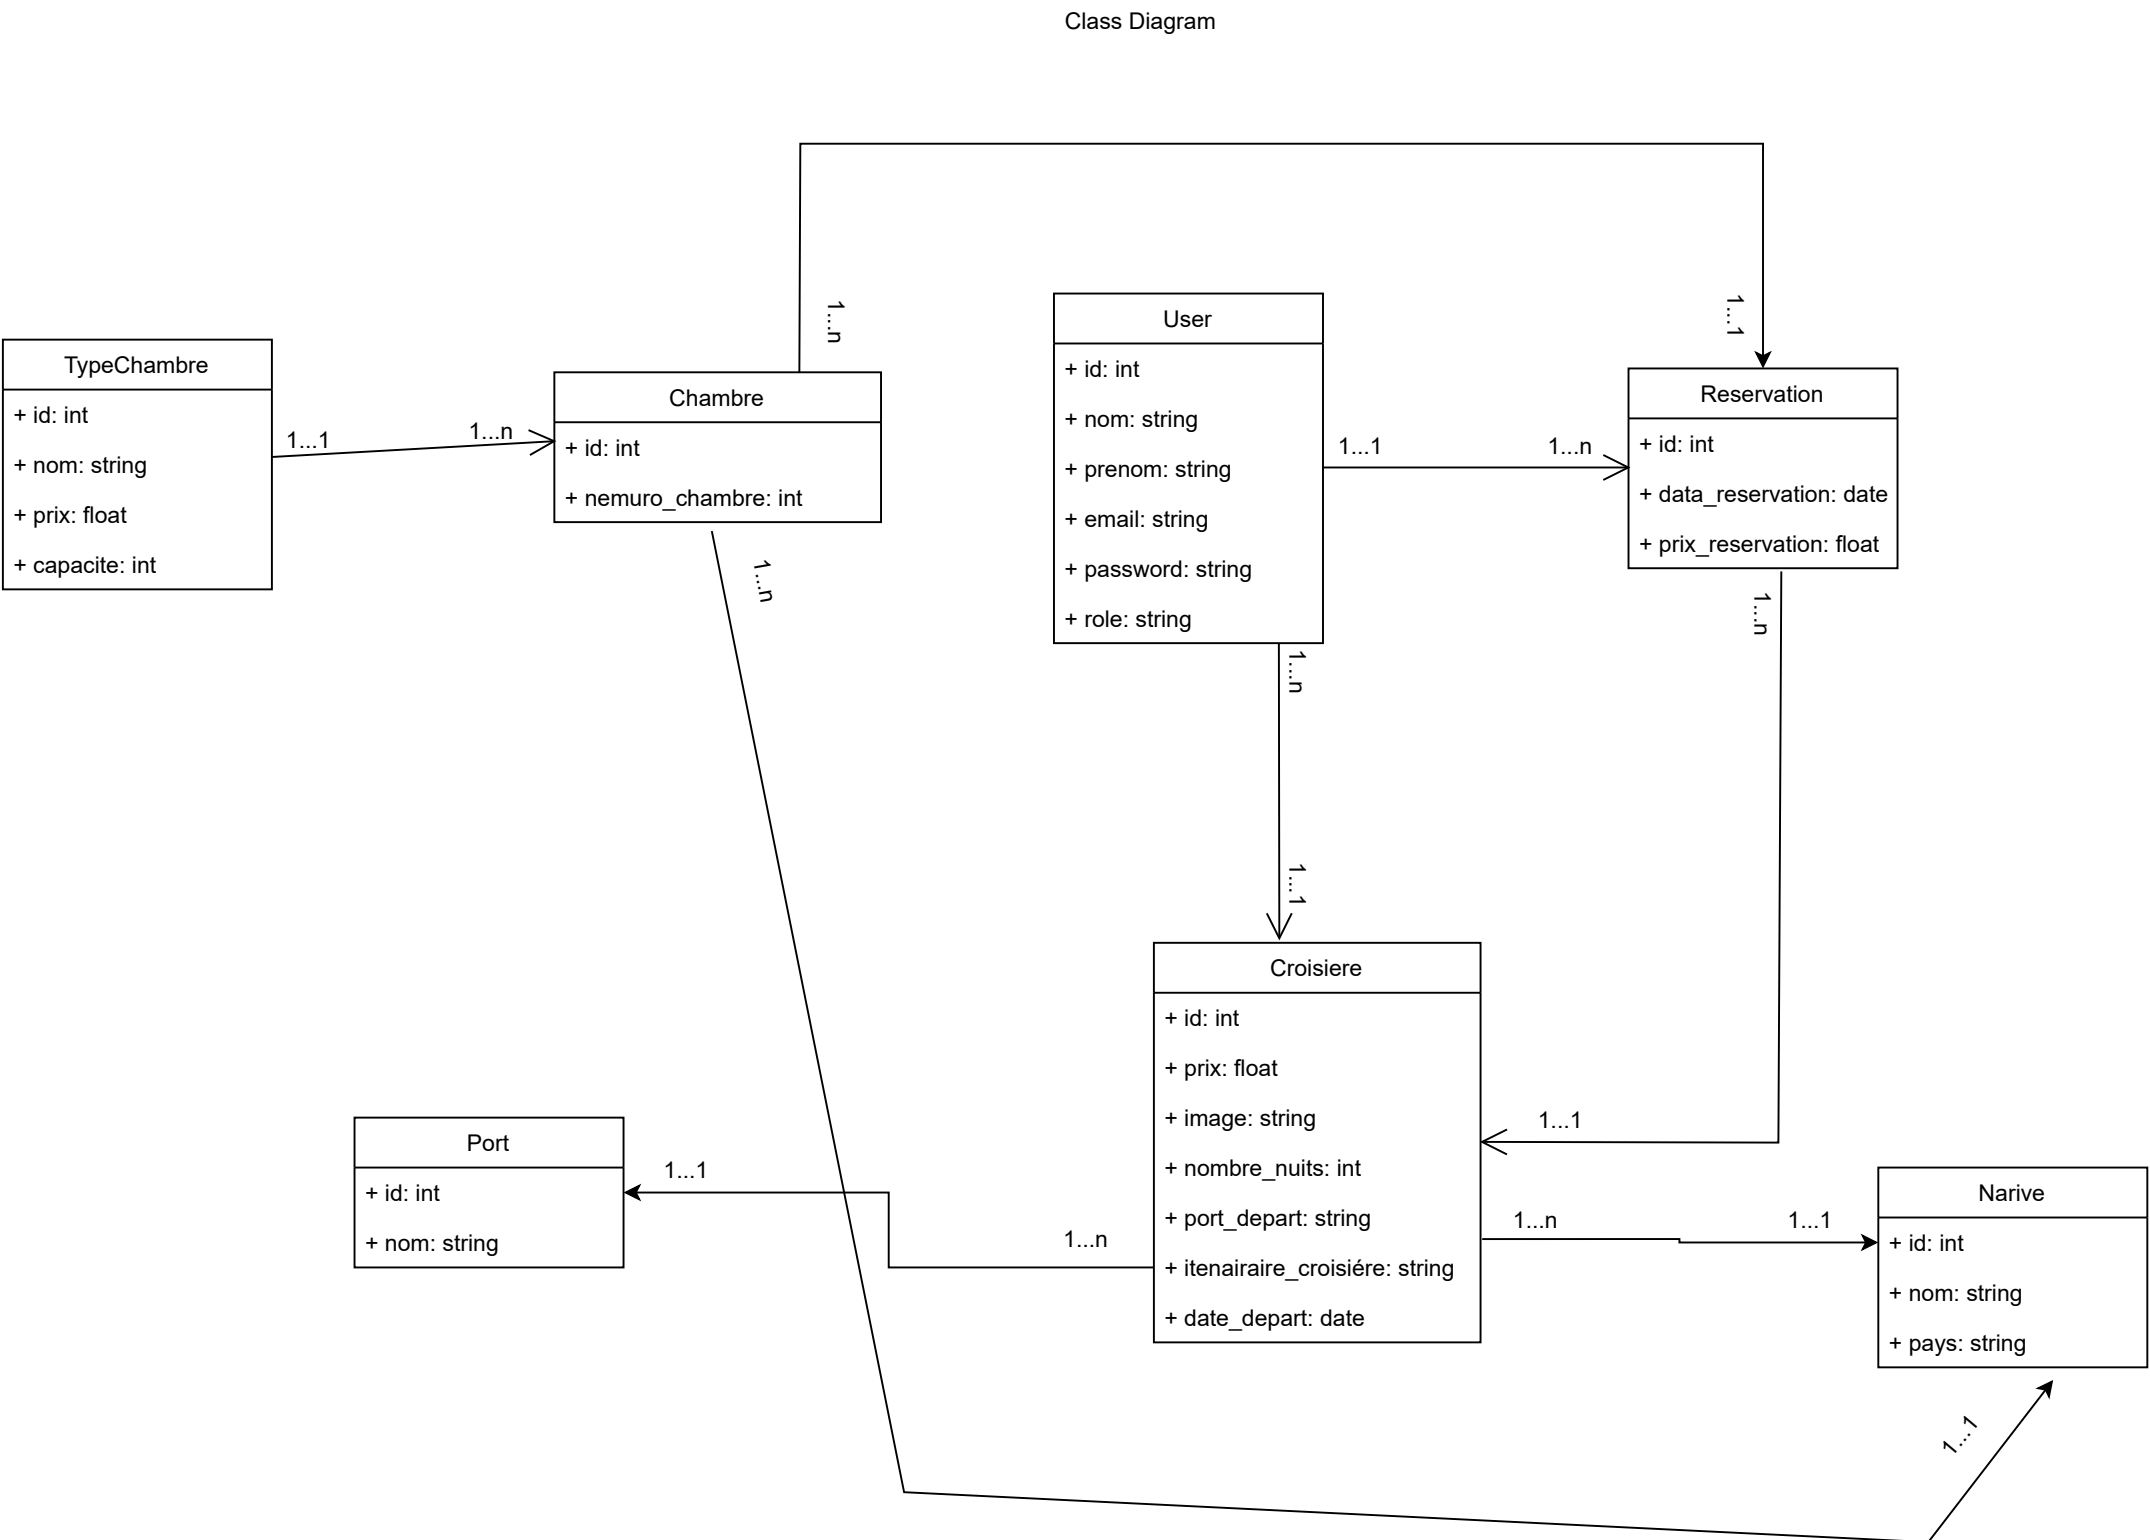 Class Diagram
1...n
1...1
TypeChambre
+ id: int
+ nom: string
+ prix: float
+ capacite: int
1...1
1...n
Chambre
+ id: int
+ nemuro_chambre: int
1...n
User
+ id: int
+ nom: string
+ prenom: string
+ email: string
+ password: string
+ role: string
1...1
1...n
Reservation
+ id: int
+ data_reservation: date
+ prix_reservation: float
1...n
1...n
1...1
Croisiere
+ id: int
+ prix: float
+ image: string
+ nombre_nuits: int
+ port_depart: string
+ itenairaire_croisiére: string
+ date_depart: date
1...1
Port
+ id: int
+ nom: string
1...1
1...n
1...n
1...1
Narive
+ id: int
+ nom: string
+ pays: string
1...1